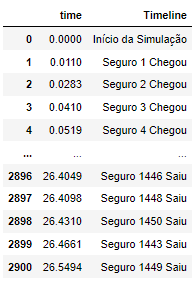 time Timeline
0 0.0000 Início da Simulação
1 0.0110 Seguro 1 Chegou
2 0.0283 Seguro 2 Chegou
3 0.0410 Seguro 3 Chegou
4 0.0519 Seguro 4 Chegou
... ... ...
2896 26.4049 Seguro 1446 Saiu
2897 26.4098 Seguro 1448 Saiu
2898 26.4310 Seguro 1450 Saiu
2899 26.4661 Seguro 1443 Saiu
2900 26.5494 Seguro 1449 Saiu